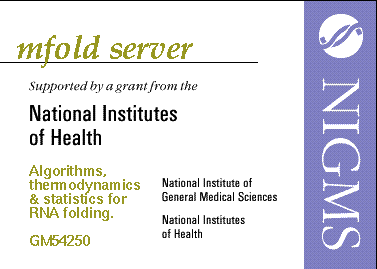 mfold server
Supported by a grant from the
National Institutes
of Health
Algorithms,
thermodynamics
& statistics for
RNA folding.
GM54250
National Institute of
General Medical Sciences
National Institutes
of Health
NIGMS